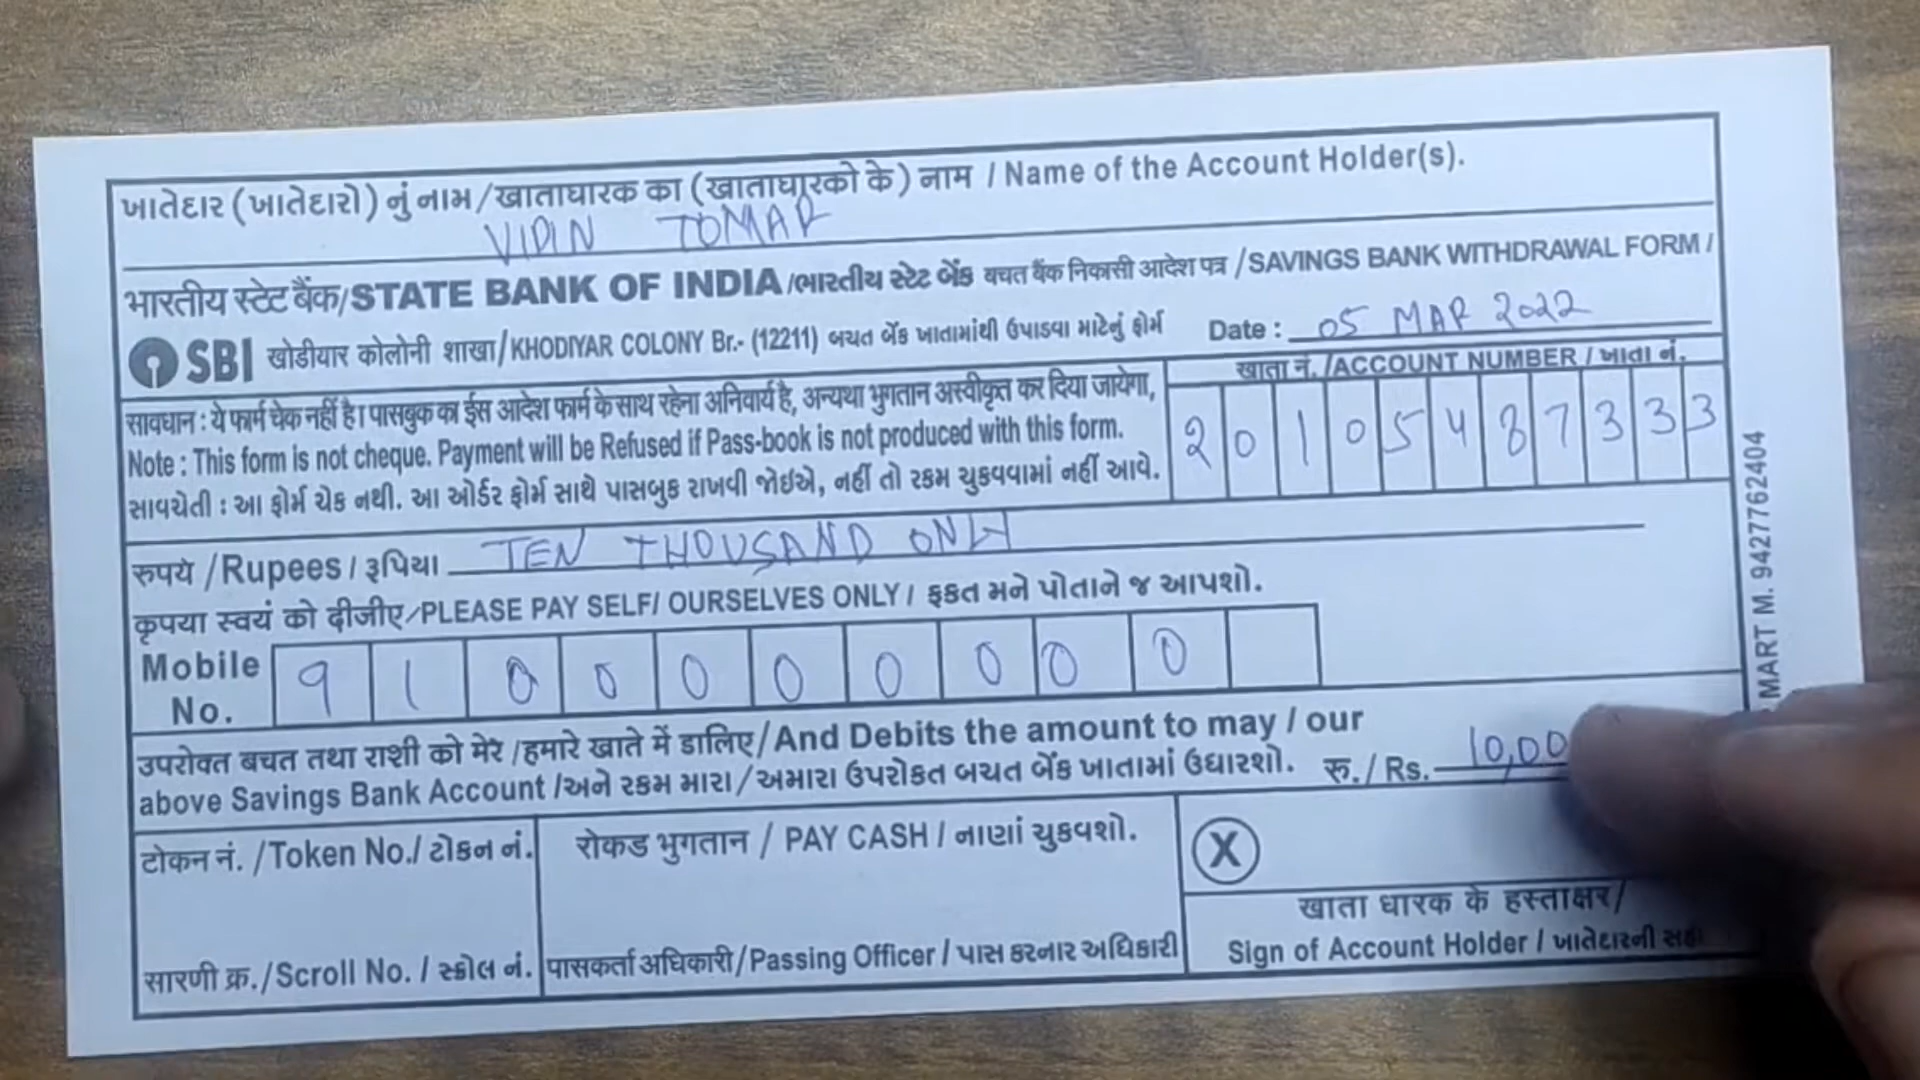 ખાતેદાર (ખાતેદારો) નું નામ / खाताधारक का (खाताधारको के) नाम / Name of the Account Holder(s).
VIPIN TOMAR
भारतीय स्टेट बैंक/STATE BANK OF INDIA/ભારતીય સ્ટેટ બેંક बचत बैंक निकासी आदेश पत्र /SAVINGS BANK WITHDRAWAL FORM /
SBI खोडीयार कोलोनी शाखा/KHODIYAR COLONY Br.- (12211) બચત બેંક ખાતામાંથી ઉપાડવા માટેનું ફોર્મ Date : 05 MAR 2022
सावधान : ये फार्म चेक नहीं है। पासबुक का ईस आदेश फार्म के साथ रहेना अनिवार्य है, अन्यथा भुगतान अस्वीकृत कर दिया जायेगा,
Note : This form is not cheque. Payment will be Refused if Pass-book is not produced with this form.
સાવચેતી : આ ફોર્મ ચેક નથી. આ ઓર્ડર ફોર્મ સાથે પાસબુક રાખવી જોઈએ, નહીં તો રકમ ચુકવવામાં નહીં આવે.
खाता नं. /ACCOUNT NUMBER / ખાતા નં.
20105487333
रुपये /Rupees / રૂપિયા TEN THOUSAND ONLY
कृपया स्वयं को दीजीए/PLEASE PAY SELF/ OURSELVES ONLY / ફકત મને પોતાને જ આપશો.
Mobile No. 9100000000
उपरोक्त बचत तथा राशी को मेरे /हमारे खाते में डालिए/And Debits the amount to may / our
above Savings Bank Account /અને રકમ મારા/ અમારા ઉપરોકત બચત બેંક ખાતામાં ઉધારશો. रु. / Rs. 10,00
टोकन नं. /Token No./ ટોકન નં.
रोकड भुगतान / PAY CASH / નાણાં ચુકવશો.
X
सारणी क्र./Scroll No. / સ્ક્રોલ નં.
पासकर्ता अधिकारी/Passing Officer / પાસ કરનાર અધિકારી
खाता धारक के हस्ताक्षर/
Sign of Account Holder / ખાતેદારની
MART M. 9427762404